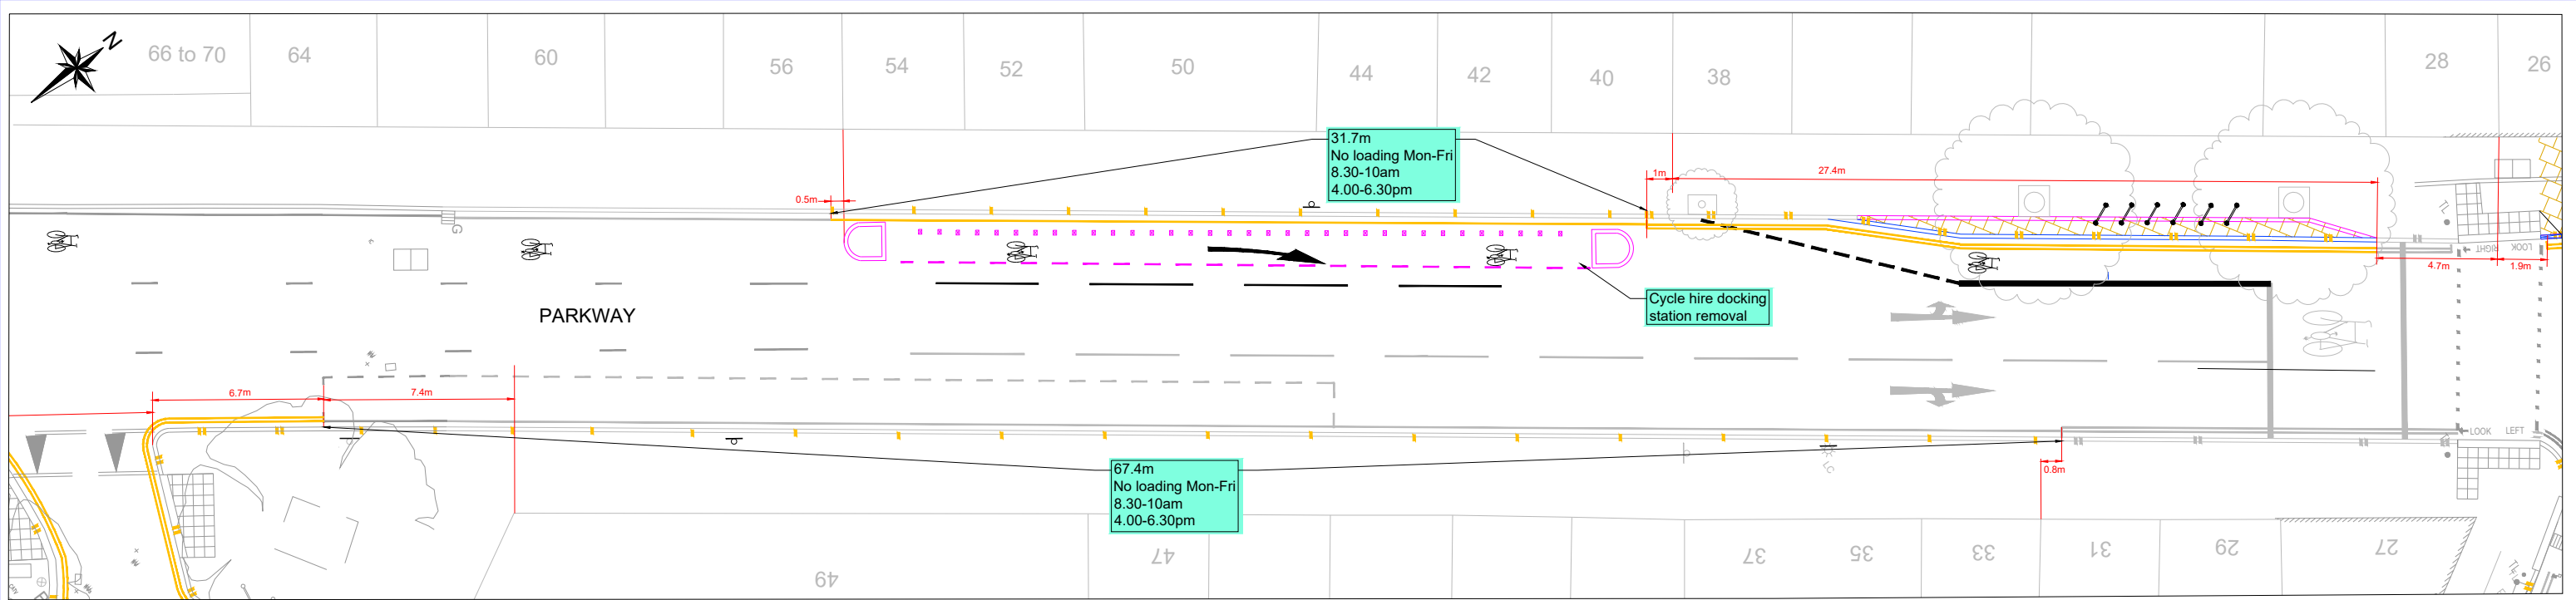 N
66 to 70
64
60
56
54
52
50
44
42
40
38
28
26
31.7m
No loading Mon-Fri
8.30-10am
4.00-6.30pm
0.5m
1m
27.4m
G
TL
LOOK
RIGHT
4.7m
1.9m
Cycle hire docking
station removal
PARKWAY
6.7m
7.4m
LOOK LEFT
0.8m
LC
67.4m
No loading Mon-Fri
8.30-10am
4.00-6.30pm
49
47
37
35
33
31
29
27
TL